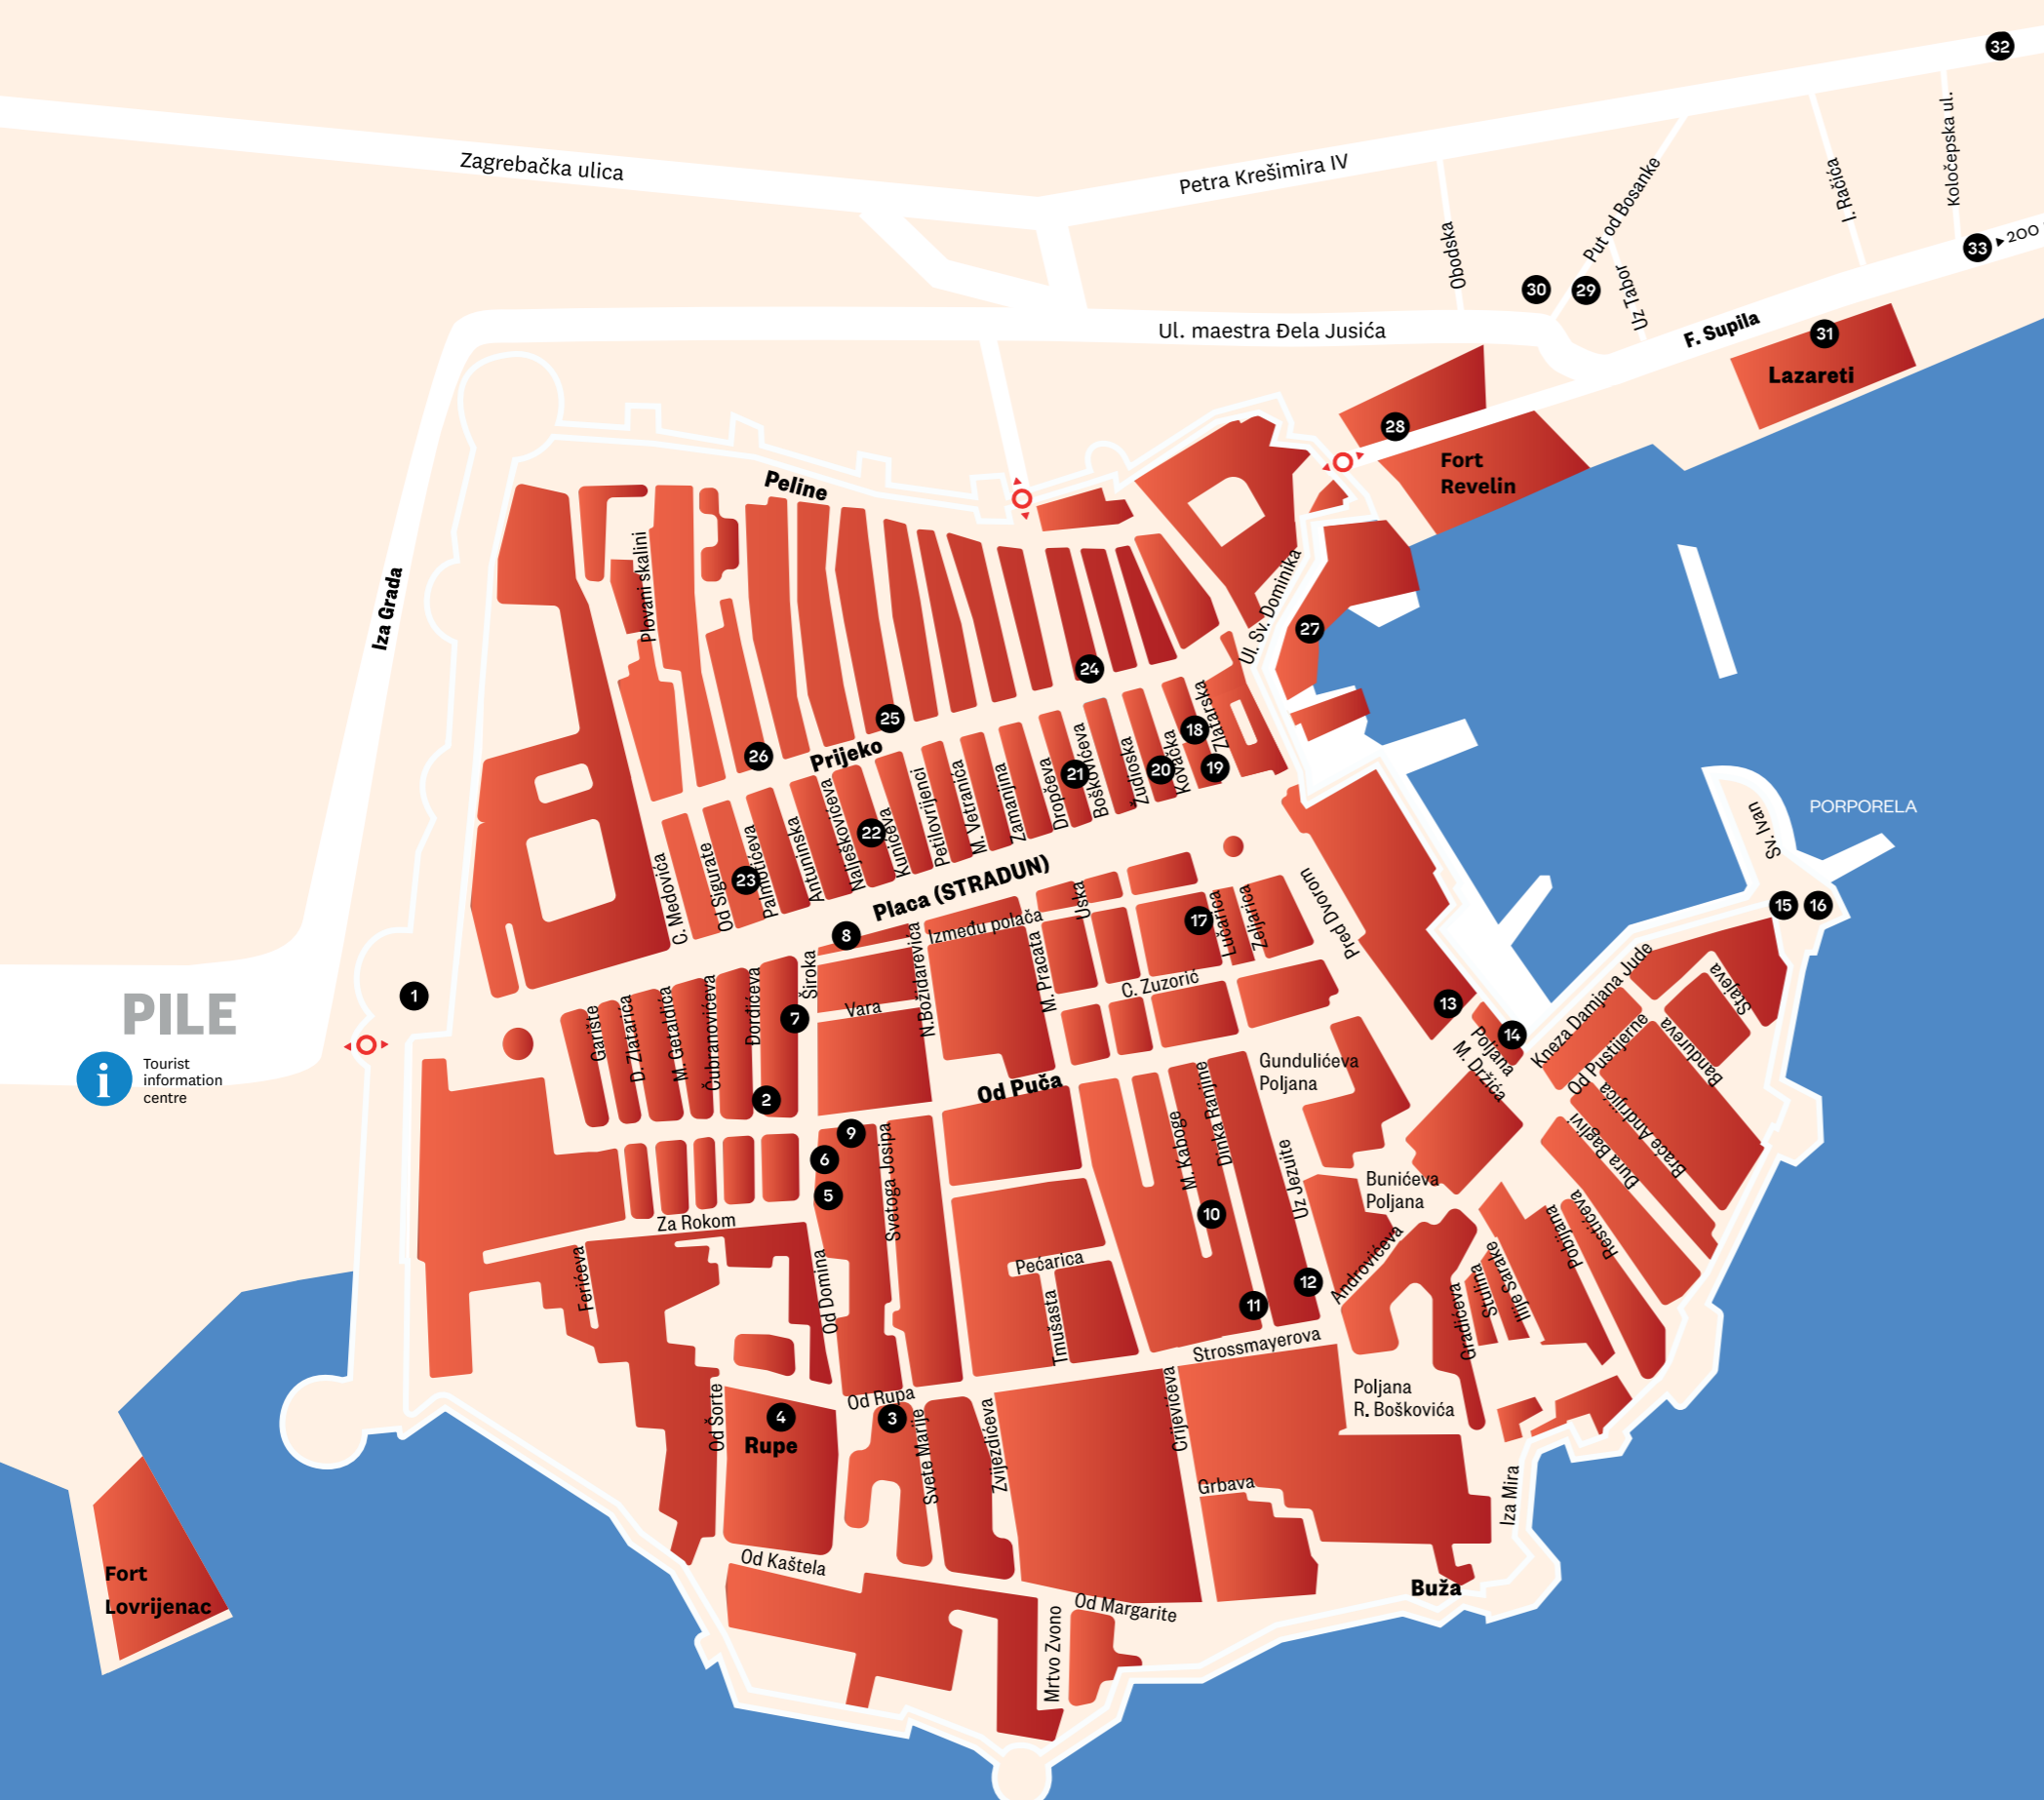 32
Zagrebačka ulica
Petra Krešimira IV
Obodska
Put od Bosanke
Uz Tabor
I. Račića
Koločepska ul.
33
200
30
29
Ul. maestra Đela Jusića
F. Supila
31
Lazareti
28
Fort
Revelin
Iza Grada
Peline
Plovani skalini
Ul. Sv. Dominika
27
24
25
26
Prijeko
18
Zlatarska
19
20
Kovačka
Žudioska
21
Boškovićeva
Dropčeva
Zamanjina
M. Vetranića
Petilovrijenci
22
Kunićeva
Nalješkovićeva
Antuninska
23
Palmotićeva
Od Sigurate
C. Medovića
Placa (STRADUN)
PORPORELA
Sv. Ivan
15
16
8
Između polača
Uska
17
Lučarica
Zeljarica
Pred Dvorom
1
PILE
i
Tourist
information
centre
Garište
D. Zlatarića
M. Getaldića
Čubranovićeva
Đorđićeva
7
Široka
Vara
N.Božidarevića
M. Pracata
C. Zuzorić
13
14
Poljana
M. Držića
Kneza Damjana Jude
Od Pustijerne
Stajeva
Bandureva
Braće Andrijića
Đura Baglivi
2
Od Puča
Gundulićeva
Poljana
9
6
5
Svetoga Josipa
M. Kaboge
Dinka Ranjine
10
Uz Jezuite
Bunićeva
Poljana
Za Rokom
Ferićeva
Od Domina
Pećarica
Tmušasta
11
12
Androvićeva
Gradićeva
Stulina
Ilije Sarake
Pobijana
Restićeva
Strossmayerova
Od Rupa
Od Šorte
4
Rupe
3
Svete Marije
Zvijezdićeva
Crijevićeva
Poljana
R. Boškovića
Grbava
Iza Mira
Od Kaštela
Fort
Lovrijenac
Buža
Od Margarite
Mrtvo Zvono